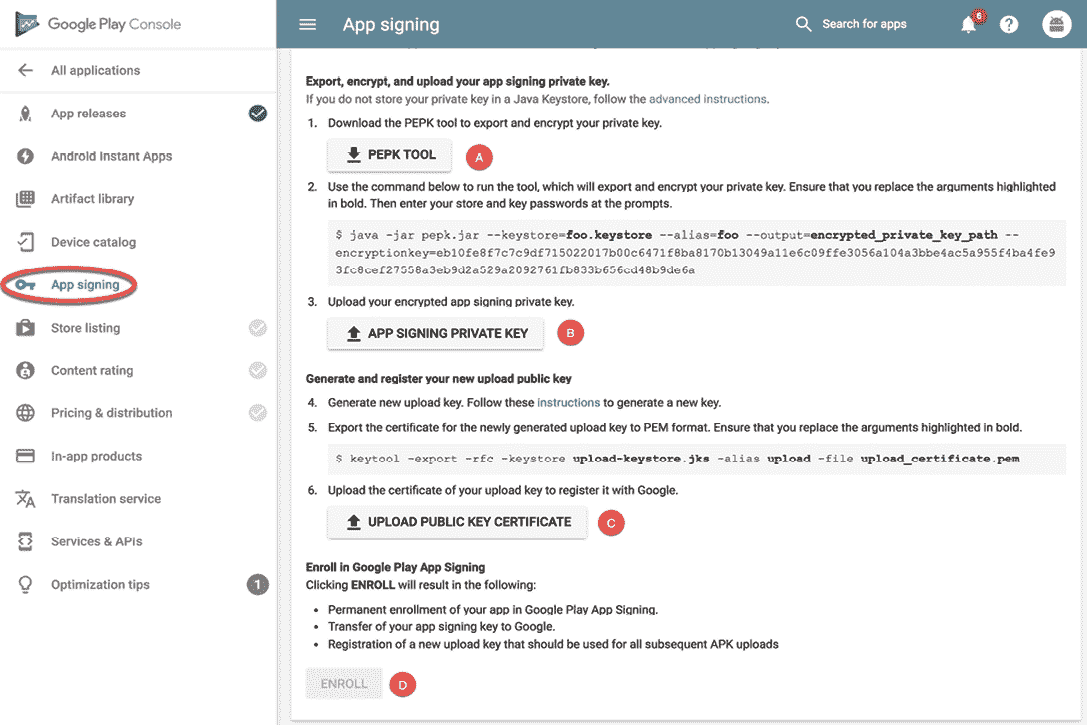 Google Play Console
App signing
Search for apps
6
All applications
App releases
Android Instant Apps
Artifact library
Device catalog
App signing
Store listing
Content rating
Pricing & distribution
In-app products
Translation service
Services & APIs
Optimization tips
1
Export, encrypt, and upload your app signing private key.
If you do not store your private key in a Java Keystore, follow the advanced instructions.
1. Download the PEPK tool to export and encrypt your private key.
PEPK TOOL
A
2. Use the command below to run the tool, which will export and encrypt your private key. Ensure that you replace the arguments highlighted
in bold. Then enter your store and key passwords at the prompts.
$ java -jar pepk.jar --keystore=foo.keystore --alias=foo --output=encrypted_private_key_path --
3. Upload your encrypted app signing private key.
APP SIGNING PRIVATE KEY
B
Generate and register your new upload public key
4. Generate new upload key. Follow these instructions to generate a new key.
5. Export the certificate for the newly generated upload key to PEM format. Ensure that you replace the arguments highlighted in bold.
$ keytool -export -rfc -keystore upload-keystore.jks -alias upload -file upload_certificate.pem
6. Upload the certificate of your upload key to register it with Google.
UPLOAD PUBLIC KEY CERTIFICATE
C
Enroll in Google Play App Signing
Clicking ENROLL will result in the following:
• Permanent enrollment of your app in Google Play App Signing.
• Transfer of your app signing key to Google.
• Registration of a new upload key that should be used for all subsequent APK uploads
ENROLL
D